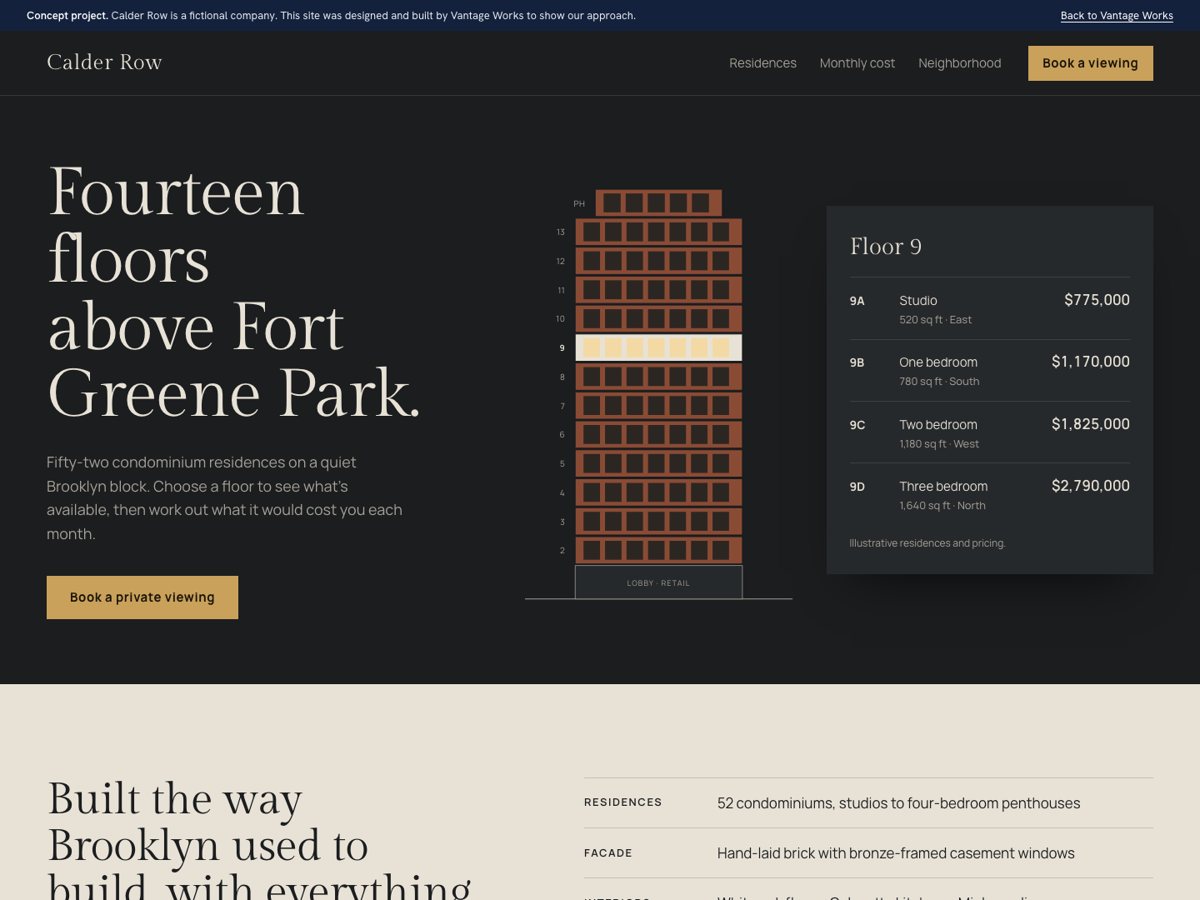 Concept project. Calder Row is a fictional company. This site was designed and built by Vantage Works to show our approach.
Back to Vantage Works
Calder Row
Residences
Monthly cost
Neighborhood
Book a viewing
Fourteen
floors
above Fort
Greene Park.
Fifty-two condominium residences on a quiet
Brooklyn block. Choose a floor to see what's
available, then work out what it would cost you each
month.
Book a private viewing
PH
13
12
11
10
9
8
7
6
5
4
3
2
LOBBY · RETAIL
Floor 9
9A Studio $775,000
520 sq ft · East
9B One bedroom $1,170,000
780 sq ft · South
9C Two bedroom $1,825,000
1,180 sq ft · West
9D Three bedroom $2,790,000
1,640 sq ft · North
Illustrative residences and pricing.
Built the way
Brooklyn used to
build, with everything
RESIDENCES 52 condominiums, studios to four-bedroom penthouses
FACADE Hand-laid brick with bronze-framed casement windows